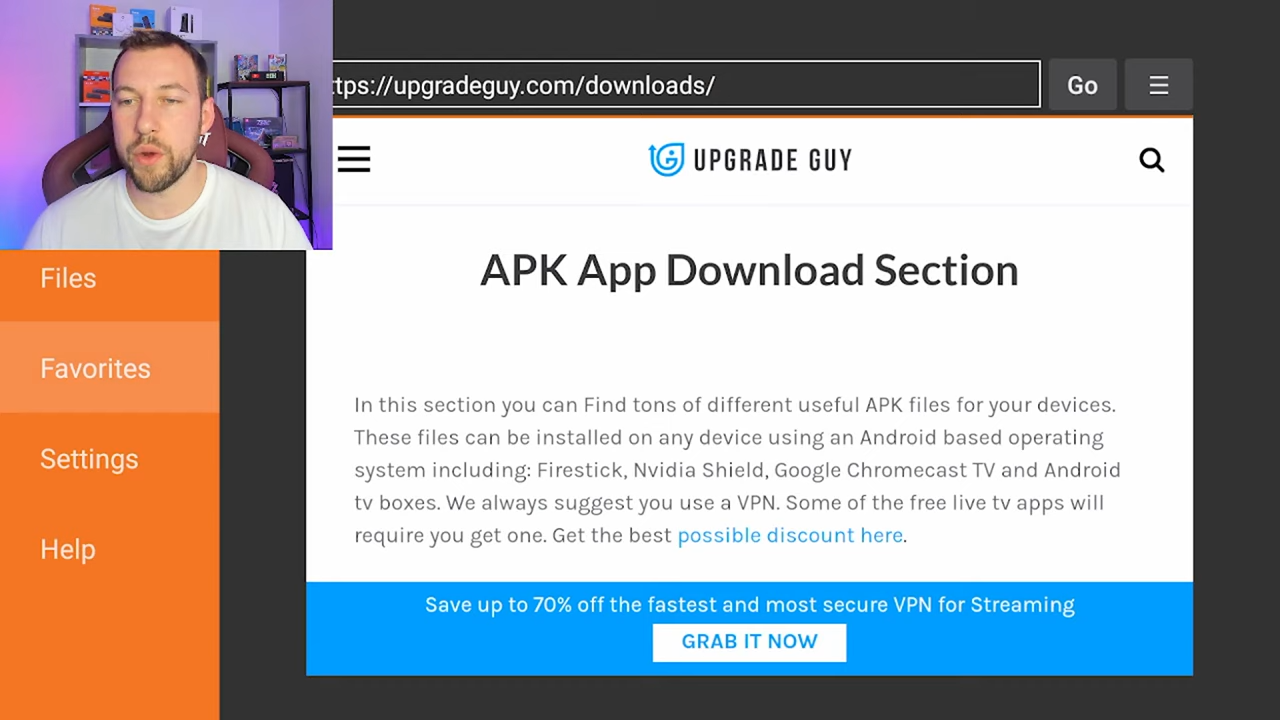 ttps://upgradeguy.com/downloads/
Go
UPGRADE GUY
APK App Download Section
In this section you can Find tons of different useful APK files for your devices.
These files can be installed on any device using an Android based operating
system including: Firestick, Nvidia Shield, Google Chromecast TV and Android
tv boxes. We always suggest you use a VPN. Some of the free live tv apps will
require you get one. Get the best possible discount here.
Save up to 70% off the fastest and most secure VPN for Streaming
GRAB IT NOW
Files
Favorites
Settings
Help